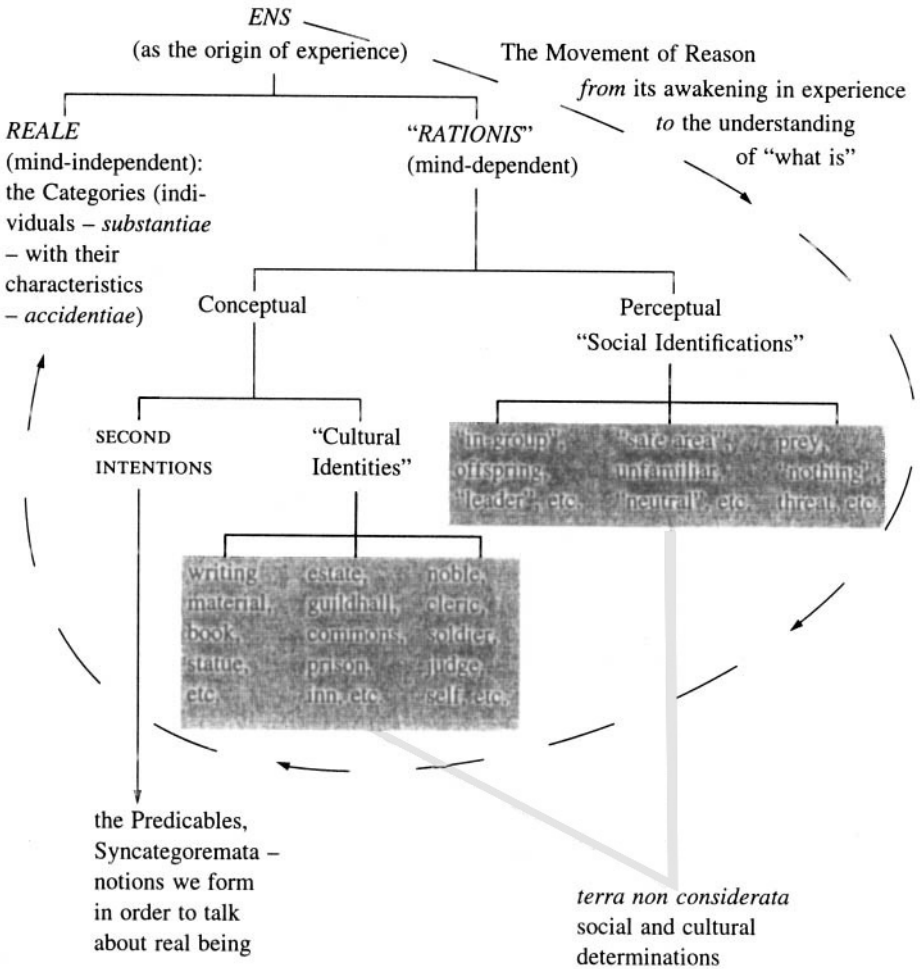 ENS
(as the origin of experience)
The Movement of Reason
from its awakening in experience
to the understanding
of “what is”
REALE
(mind-independent):
the Categories (indi-
viduals – substantiae
– with their
characteristics
– accidentiae)
“RATIONIS”
(mind-dependent)
Conceptual
Perceptual
“Social Identifications”
SECOND
INTENTIONS
“Cultural
Identities”
"in-group",
offspring,
"leader", etc.
"safe area",
unfamiliar,
"neutral", etc.
prey,
"nothing",
threat, etc.
writing
material,
book,
statue,
etc.
estate,
guildhall,
commons,
prison,
inn, etc.
noble,
cleric,
soldier,
judge,
self, etc.
the Predicables,
Syncategoremata –
notions we form
in order to talk
about real being
terra non considerata
social and cultural
determinations